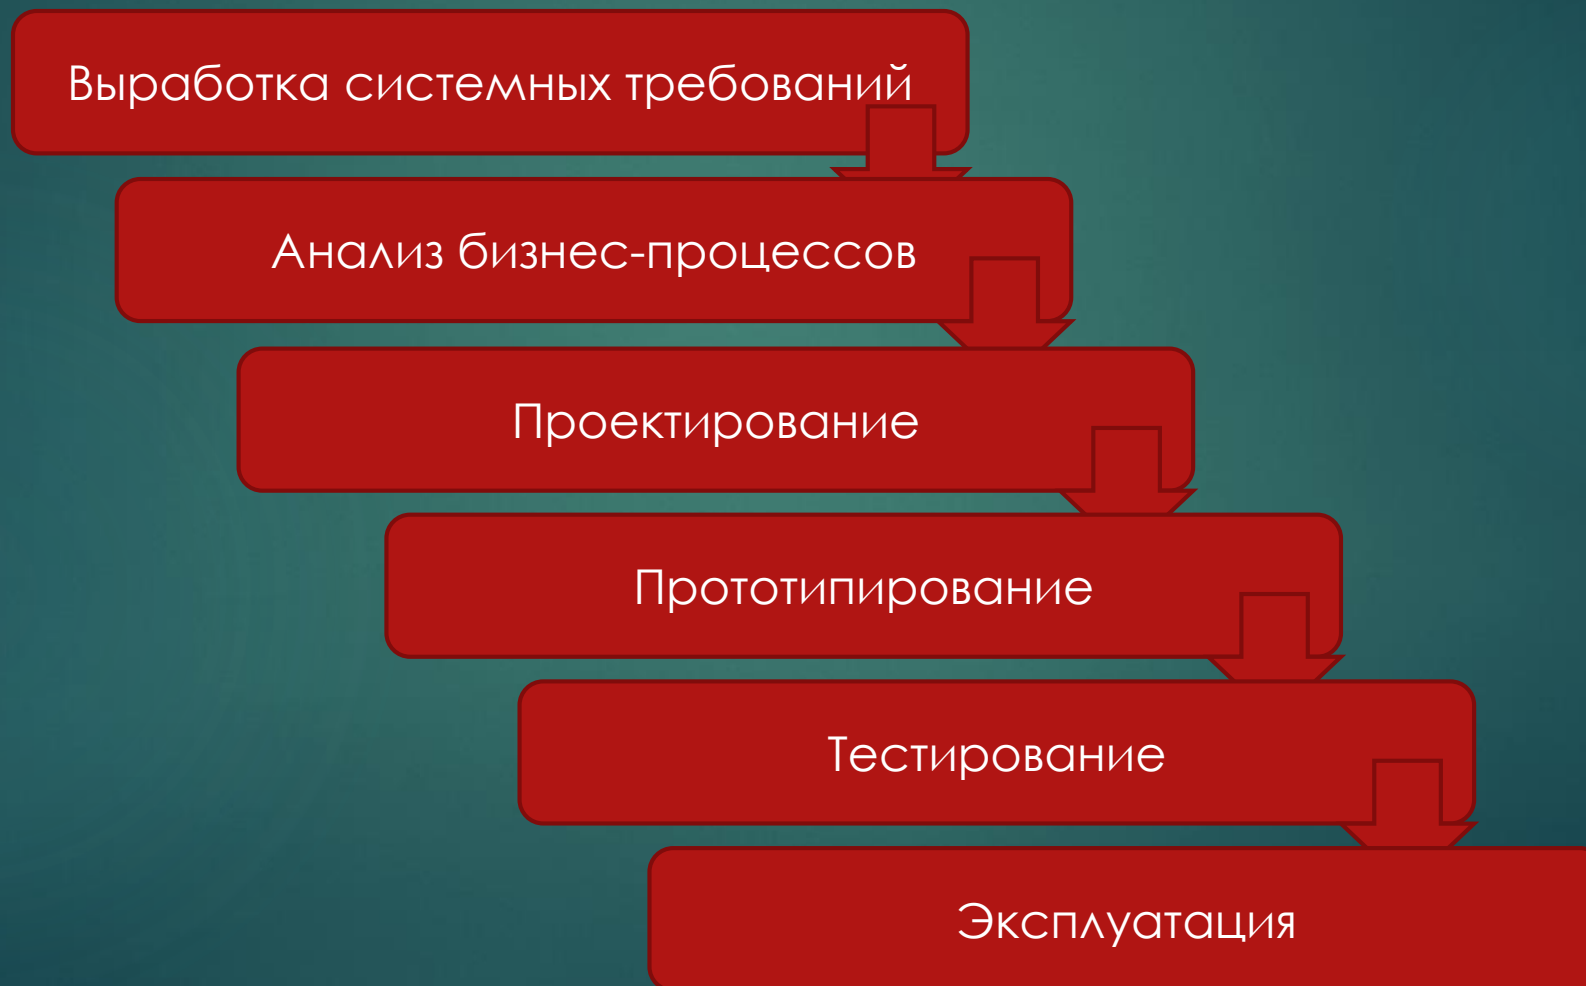 Выработка системных требований
Анализ бизнес-процессов
Проектирование
Прототипирование
Тестирование
Эксплуатация